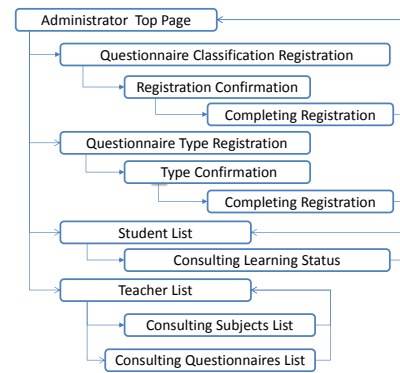 Administrator Top Page
Questionnaire Classification Registration
Registration Confirmation
Completing Registration
Questionnaire Type Registration
Type Confirmation
Completing Registration
Student List
Consulting Learning Status
Teacher List
Consulting Subjects List
Consulting Questionnaires List